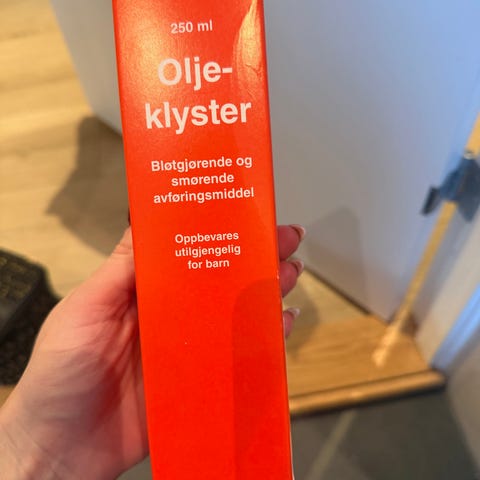 250 ml
Olje-
klyster
Bløtgjørende og
smørende
avføringsmiddel
Oppbevares
utilgjengelig
for barn